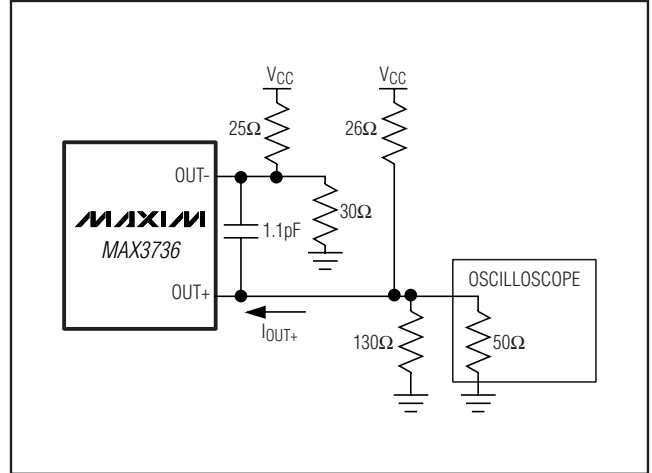 VCC
VCC
25Ω
26Ω
OUT-
MAXIM
MAX3736
1.1pF
30Ω
OUT+
IOUT+
OSCILLOSCOPE
130Ω
50Ω